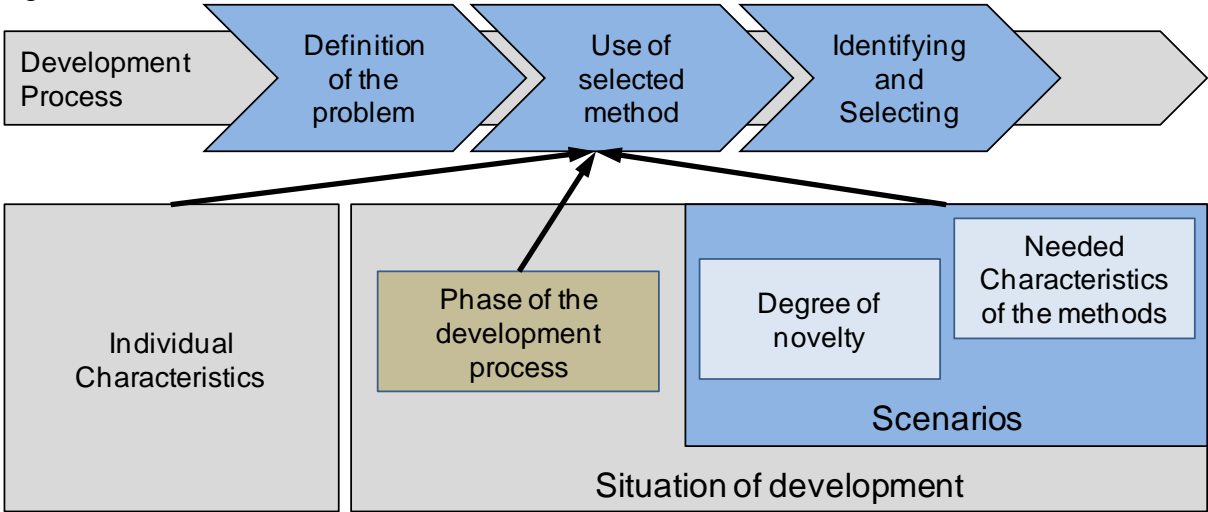 Development
Process
Definition
of the
problem
Use of
selected
method
Identifying
and
Selecting
Individual
Characteristics
Phase of the
development
process
Degree of
novelty
Needed
Characteristics
of the methods
Scenarios
Situation of development